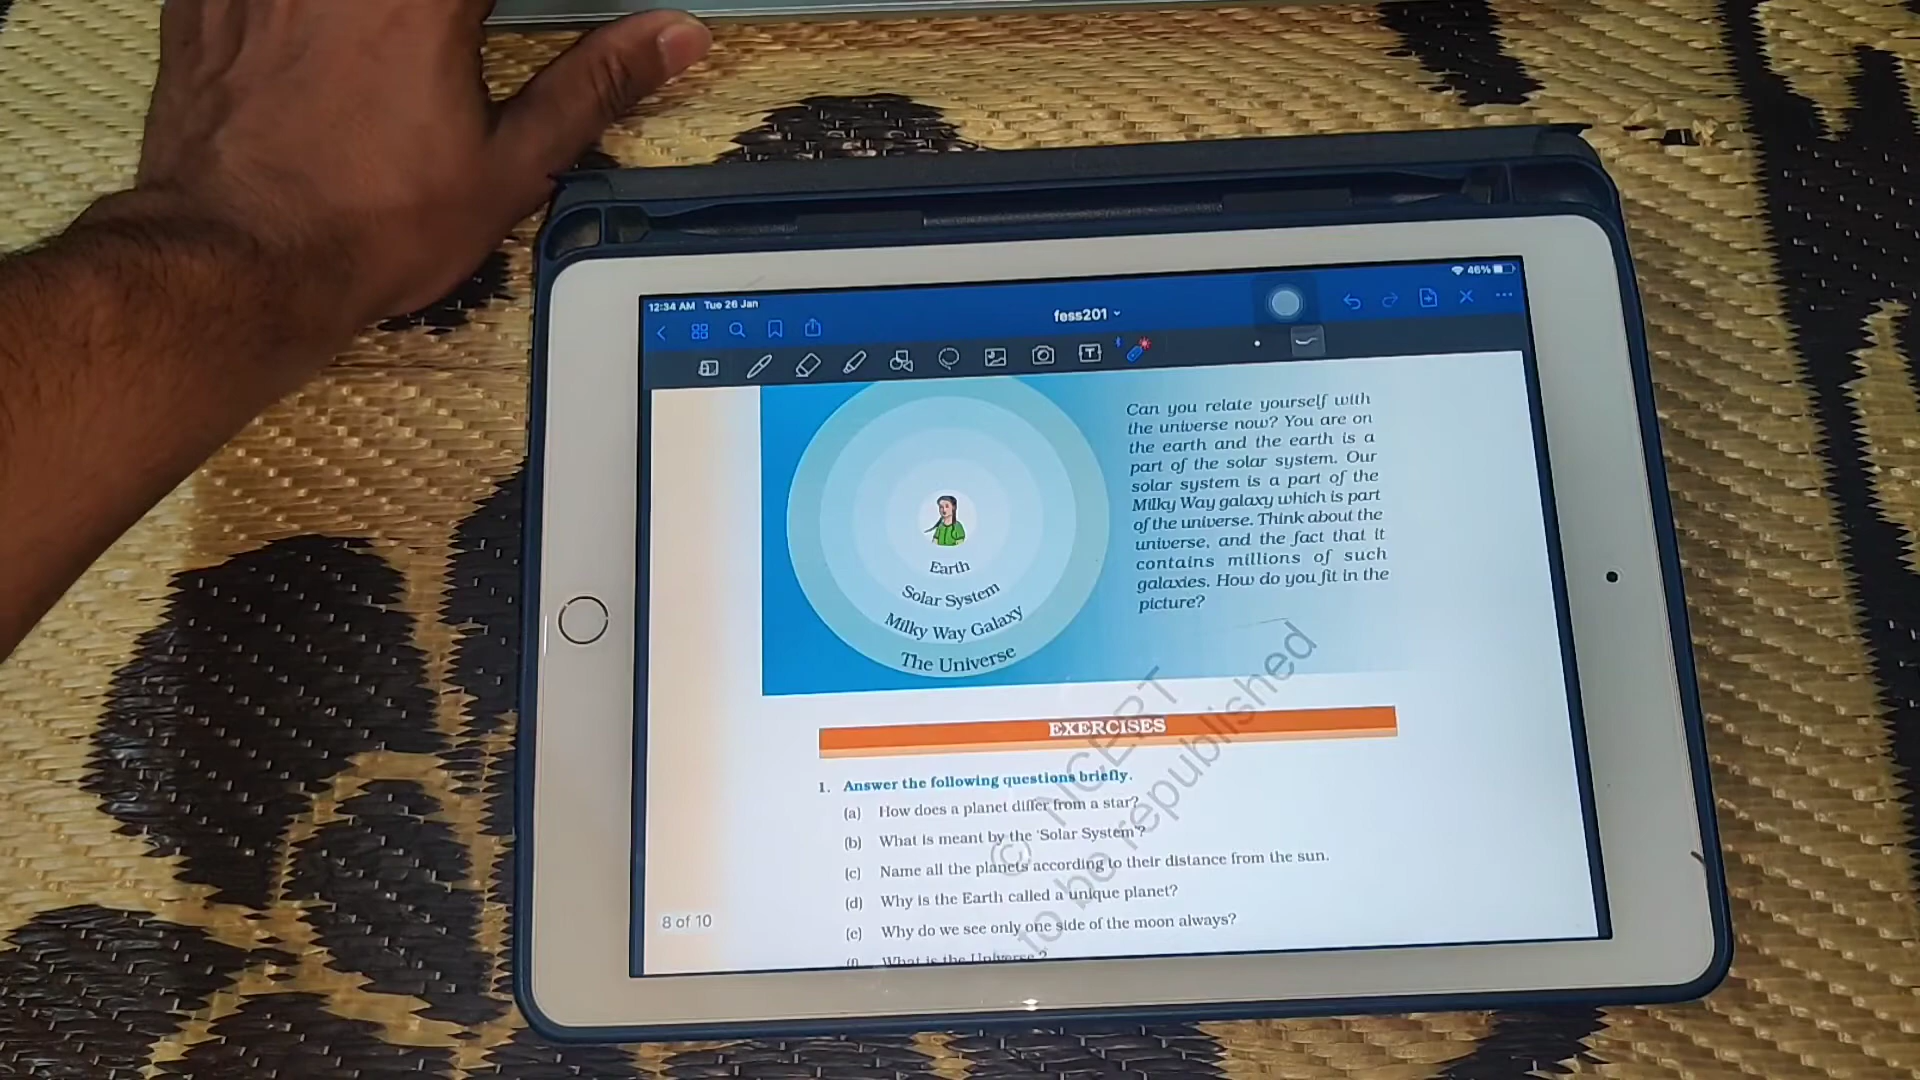 12:34 AM Tue 26 Jan
46%
fess201
T
Can you relate yourself with
the universe now? You are on
the earth and the earth is a
part of the solar system. Our
solar system is a part of the
Milky Way galaxy which is part
of the universe. Think about the
universe, and the fact that it
contains millions of such
galaxies. How do you fit in the
picture?
Earth
Solar System
Milky Way Galaxy
The Universe
EXERCISES
1. Answer the following questions briefly.
(a) How does a planet differ from a star?
(b) What is meant by the ‘Solar System’?
(c) Name all the planets according to their distance from the sun.
(d) Why is the Earth called a unique planet?
(e) Why do we see only one side of the moon always?
(f) What is the Universe?
8 of 10
© NCERT
to be republished